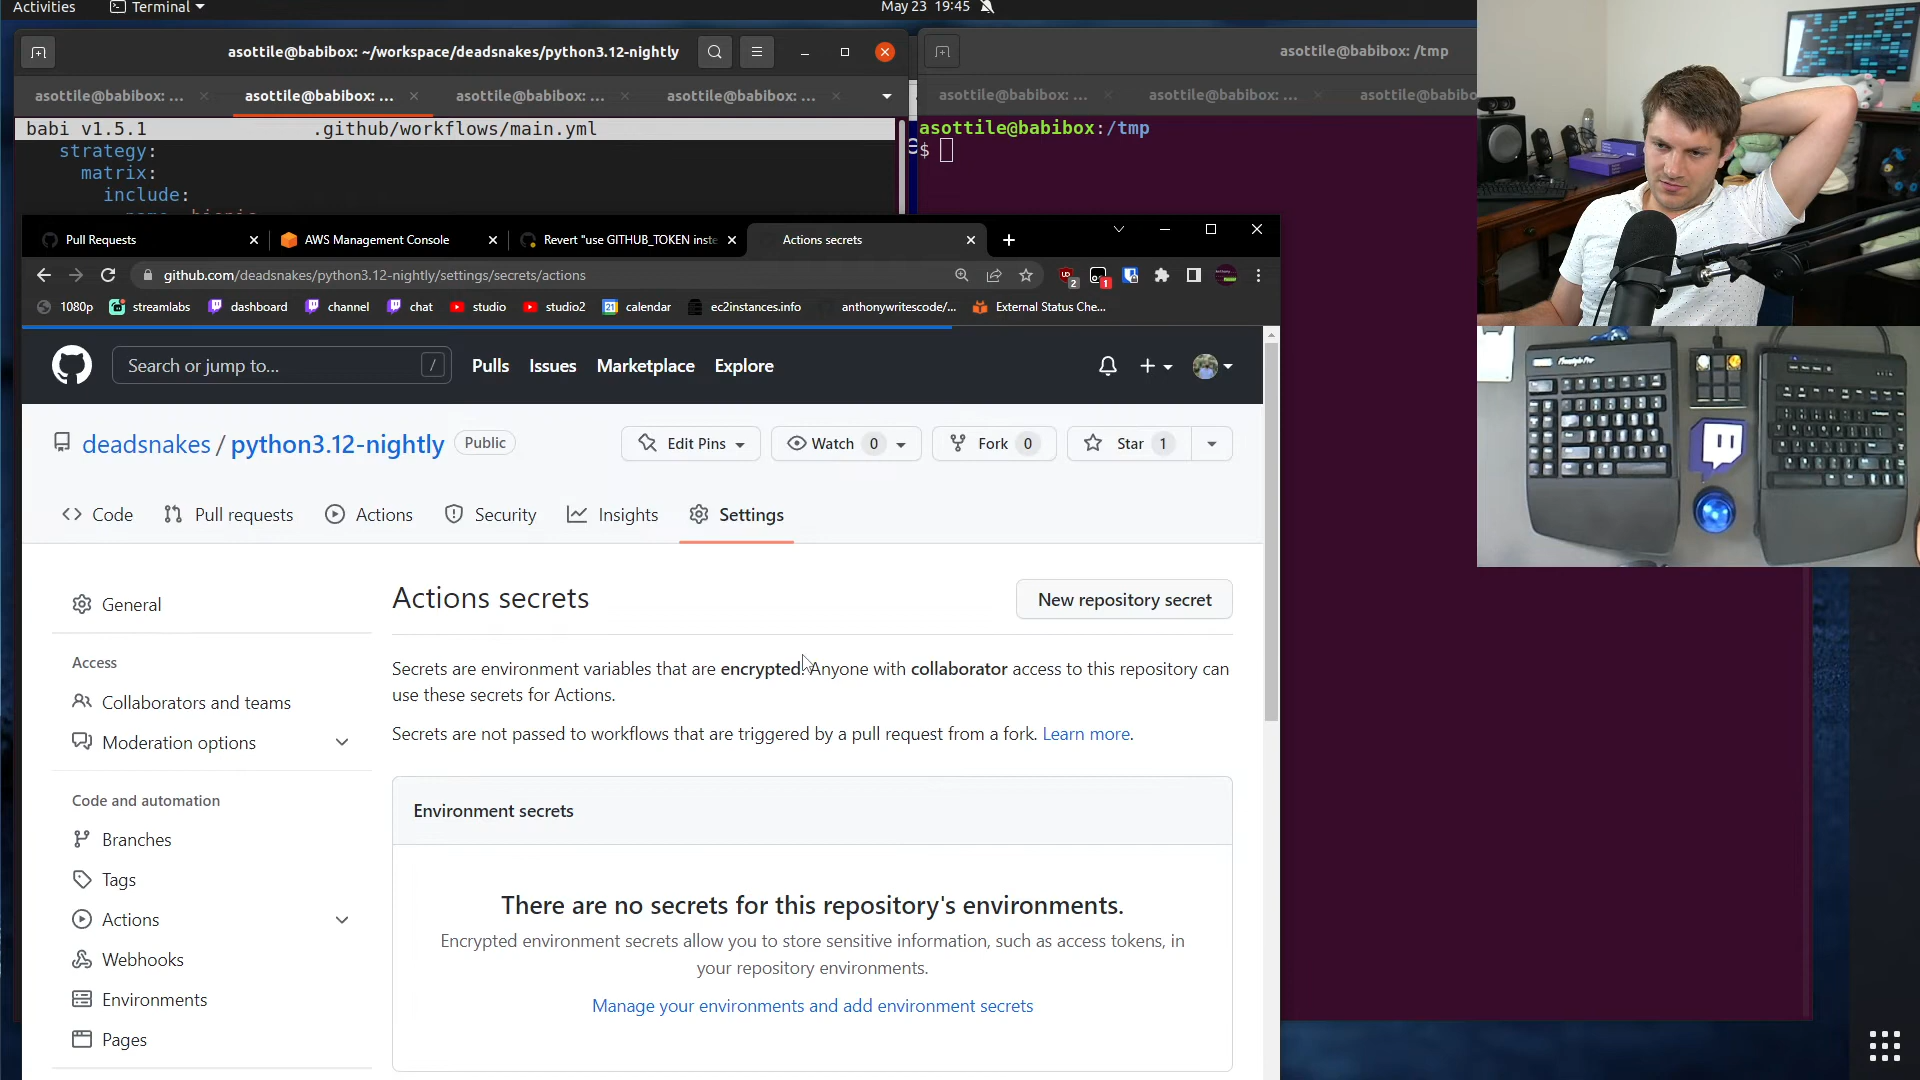 Activities
Terminal
May 23 19:45
asottile@babibox: ~/workspace/deadsnakes/python3.12-nightly
asottile@babibox: /tmp
asottile@babibox: ...
asottile@babibox: ...
asottile@babibox: ...
asottile@babibox: ...
asottile@babibox: ...
asottile@babibox: ...
asottile@babibo
babi v1.5.1
.github/workflows/main.yml
asottile@babibox:/tmp
$
strategy:
matrix:
include:
Pull Requests
AWS Management Console
Revert "use GITHUB_TOKEN inste
Actions secrets
github.com/deadsnakes/python3.12-nightly/settings/secrets/actions
2
1
1080p
streamlabs
dashboard
channel
chat
studio
studio2
21
calendar
ec2instances.info
anthonywritescode/...
External Status Che...
Search or jump to...
/
Pulls
Issues
Marketplace
Explore
deadsnakes / python3.12-nightly
Public
Edit Pins
Watch 0
Fork 0
Star 1
Code
Pull requests
Actions
Security
Insights
Settings
General
Access
Collaborators and teams
Moderation options
Code and automation
Branches
Tags
Actions
Webhooks
Environments
Pages
Actions secrets
New repository secret
Secrets are environment variables that are encrypted. Anyone with collaborator access to this repository can
use these secrets for Actions.
Secrets are not passed to workflows that are triggered by a pull request from a fork. Learn more.
Environment secrets
There are no secrets for this repository's environments.
Encrypted environment secrets allow you to store sensitive information, such as access tokens, in
your repository environments.
Manage your environments and add environment secrets